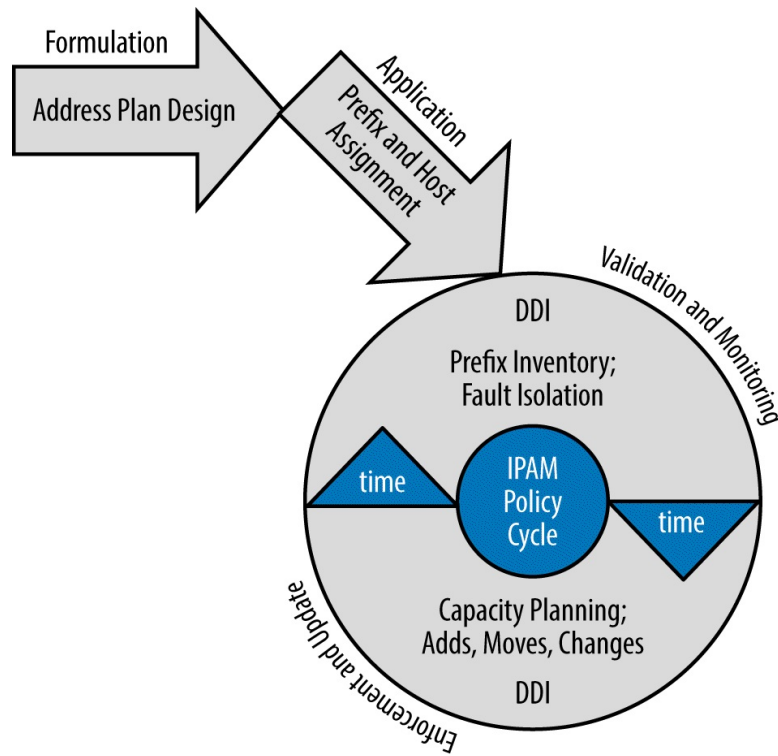 Formulation
Address Plan Design
Application
Prefix and Host
Assignment
Validation and Monitoring
DDI
Prefix Inventory;
Fault Isolation
time
IPAM
Policy
Cycle
time
Capacity Planning;
Adds, Moves, Changes
DDI
Enforcement and Update